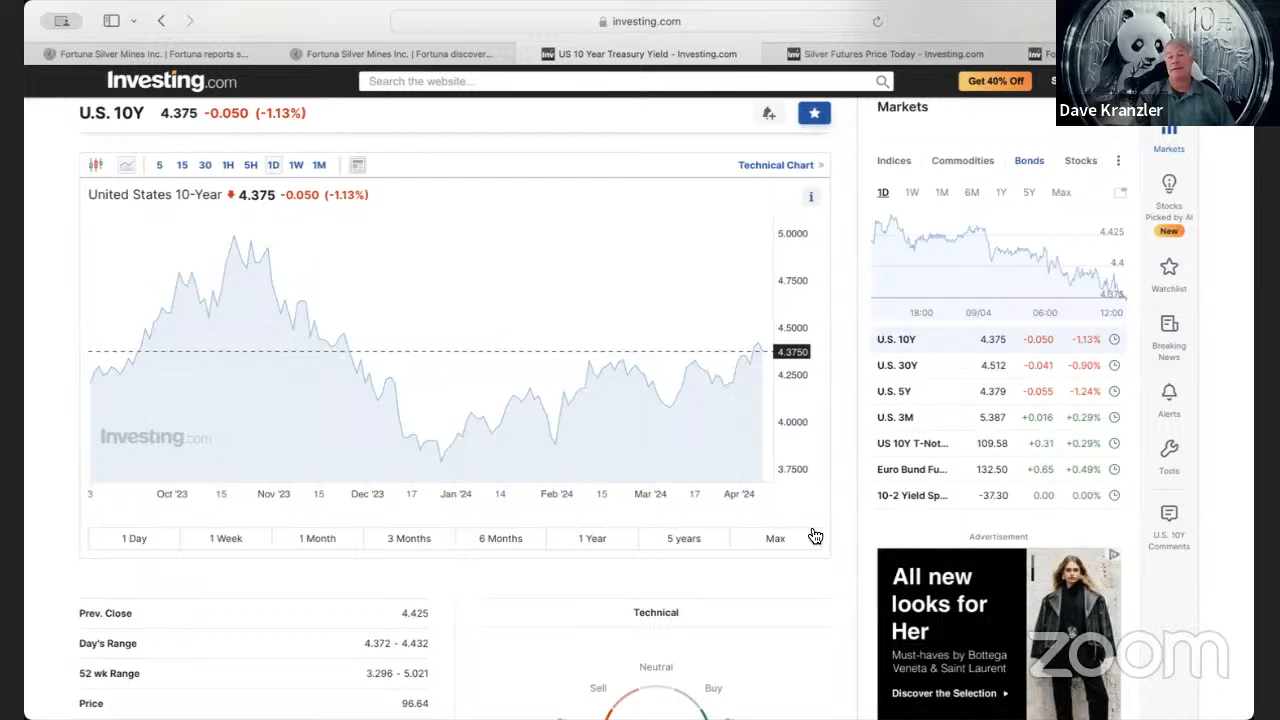 investing.com
Fortuna Silver Mines Inc. | Fortuna reports s...
Fortuna Silver Mines Inc. | Fortuna discover...
Inv US 10 Year Treasury Yield - Investing.com
Inv Silver Futures Price Today - Investing.com
Inv Fo
Investing.com
Search the website...
Get 40% Off
S
10
Dave Kranzler
U.S. 10Y 4.375 -0.050 (-1.13%)
5 15 30 1H 5H 1D 1W 1M
Technical Chart »
United States 10-Year 4.375 -0.050 (-1.13%)
i
5.0000
4.7500
4.5000
4.3750
4.2500
4.0000
3.7500
Investing.com
3 Oct '23 15 Nov '23 15 Dec '23 17 Jan '24 14 Feb '24 15 Mar '24 17 Apr '24
1 Day 1 Week 1 Month 3 Months 6 Months 1 Year 5 years Max
Prev. Close 4.425
Day's Range 4.372 - 4.432
52 wk Range 3.296 - 5.021
Price 96.64
Technical
Neutral
Sell Buy
Markets
Indices Commodities Bonds Stocks
1D 1W 1M 6M 1Y 5Y Max
4.425
4.4
4.375
18:00 09/04 06:00 12:00
U.S. 10Y 4.375 -0.050 -1.13%
U.S. 30Y 4.512 -0.041 -0.90%
U.S. 5Y 4.379 -0.055 -1.24%
U.S. 3M 5.387 +0.016 +0.29%
US 10Y T-Not... 109.58 +0.31 +0.29%
Euro Bund Fu... 132.50 +0.65 +0.49%
10-2 Yield Sp... -37.30 0.00 0.00%
Advertisement
All new
looks for
Her
Must-haves by Bottega
Veneta & Saint Laurent
Discover the Selection
Markets
Stocks
Picked by AI
New
Watchlist
Breaking
News
Alerts
Tools
U.S. 10Y
Comments
zoom